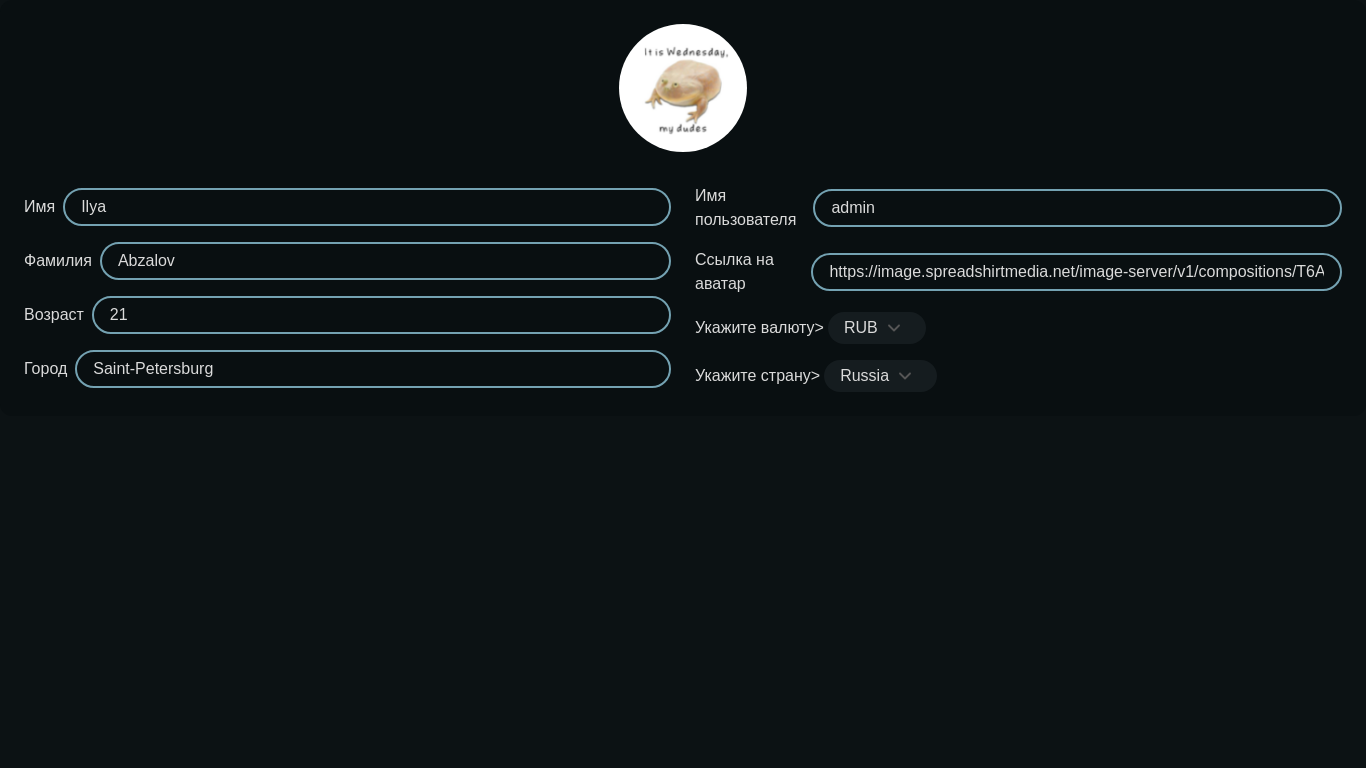 It is Wednesday,
my dudes
Имя Ilya
Фамилия Abzalov
Возраст 21
Город Saint-Petersburg
Имя
пользователя
admin
Ссылка на
аватар
https://image.spreadshirtmedia.net/image-server/v1/compositions/T6A
Укажите валюту> RUB
Укажите страну> Russia